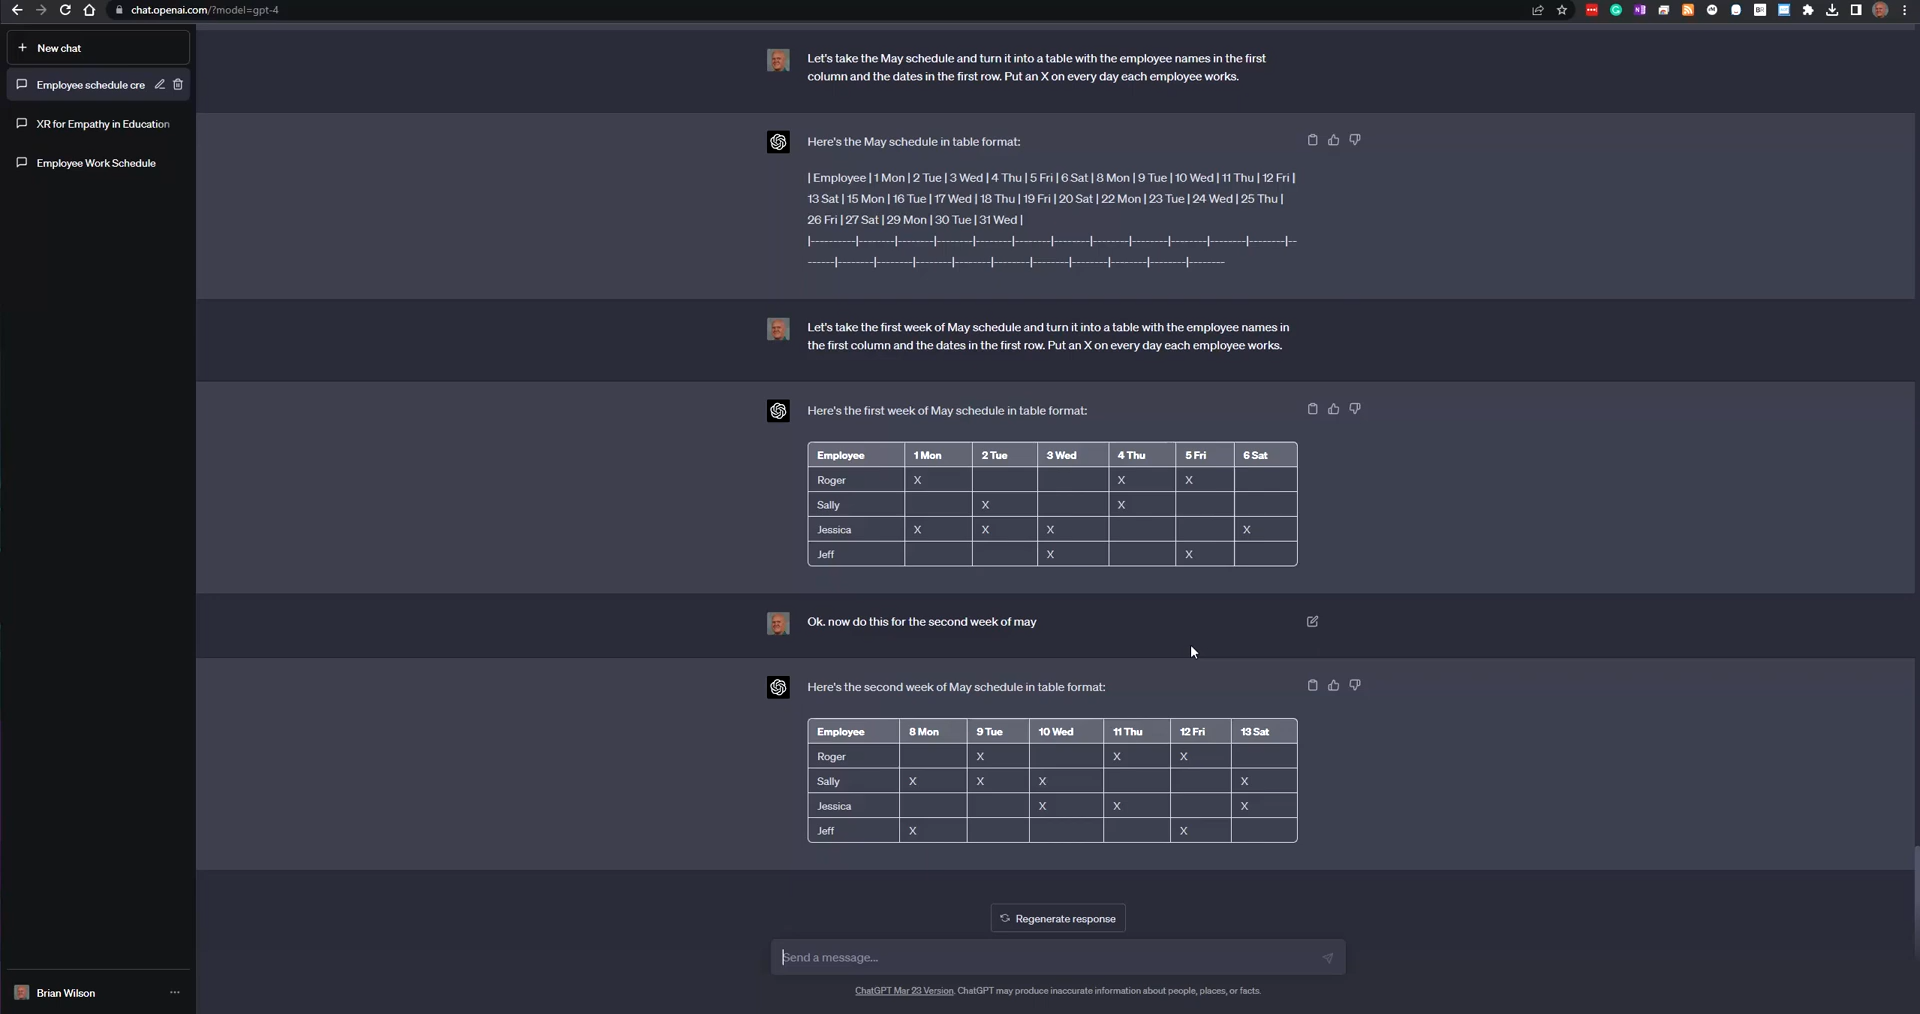 chat.openai.com/?model=gpt-4
New chat
Employee schedule cre
XR for Empathy in Education
Employee Work Schedule
Let's take the May schedule and turn it into a table with the employee names in the first
column and the dates in the first row. Put an X on every day each employee works.
Here's the May schedule in table format:
| Employee | 1 Mon | 2 Tue | 3 Wed | 4 Thu | 5 Fri | 6 Sat | 8 Mon | 9 Tue | 10 Wed | 11 Thu | 12 Fri |
13 Sat | 15 Mon | 16 Tue | 17 Wed | 18 Thu | 19 Fri | 20 Sat | 22 Mon | 23 Tue | 24 Wed | 25 Thu |
26 Fri | 27 Sat | 29 Mon | 30 Tue | 31 Wed |
|----------|--------|--------|--------|--------|--------|--------|--------|--------|--------|--------|--------|--
------|--------|--------|--------|--------|--------|--------|--------|--------|--------|--------
Let's take the first week of May schedule and turn it into a table with the employee names in
the first column and the dates in the first row. Put an X on every day each employee works.
Here's the first week of May schedule in table format:
Employee 1 Mon 2 Tue 3 Wed 4 Thu 5 Fri 6 Sat
Roger X X X
Sally X X
Jessica X X X X
Jeff X X
Ok. now do this for the second week of may
Here's the second week of May schedule in table format:
Employee 8 Mon 9 Tue 10 Wed 11 Thu 12 Fri 13 Sat
Roger X X X
Sally X X X X
Jessica X X X
Jeff X X
Regenerate response
Send a message...
ChatGPT Mar 23 Version. ChatGPT may produce inaccurate information about people, places, or facts.
Brian Wilson